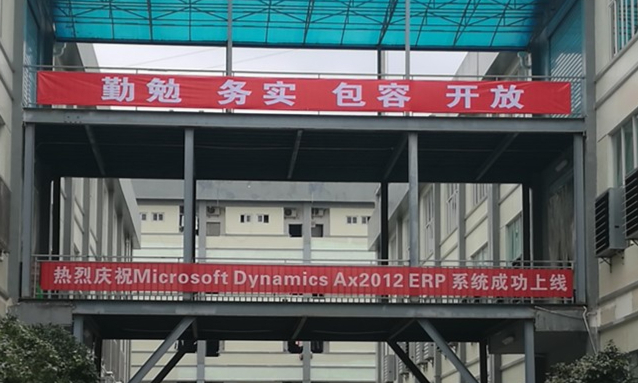 勤勉 务实 包容 开放
热烈庆祝Microsoft Dynamics Ax2012 ERP 系统成功上线